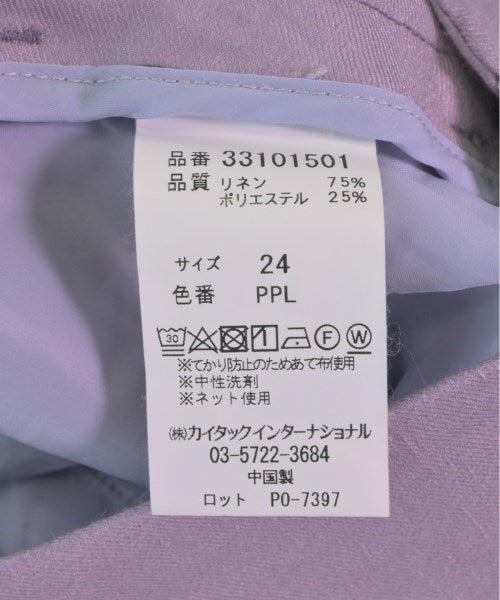 品番 33101501
品質 リネン 75%
ポリエステル 25%
サイズ 24
色番 PPL
30 F W
※てかり防止のためあて布使用
※中性洗剤
※ネット使用
㈱カイタックインターナショナル
03-5722-3684
中国製
ロット PO-7397